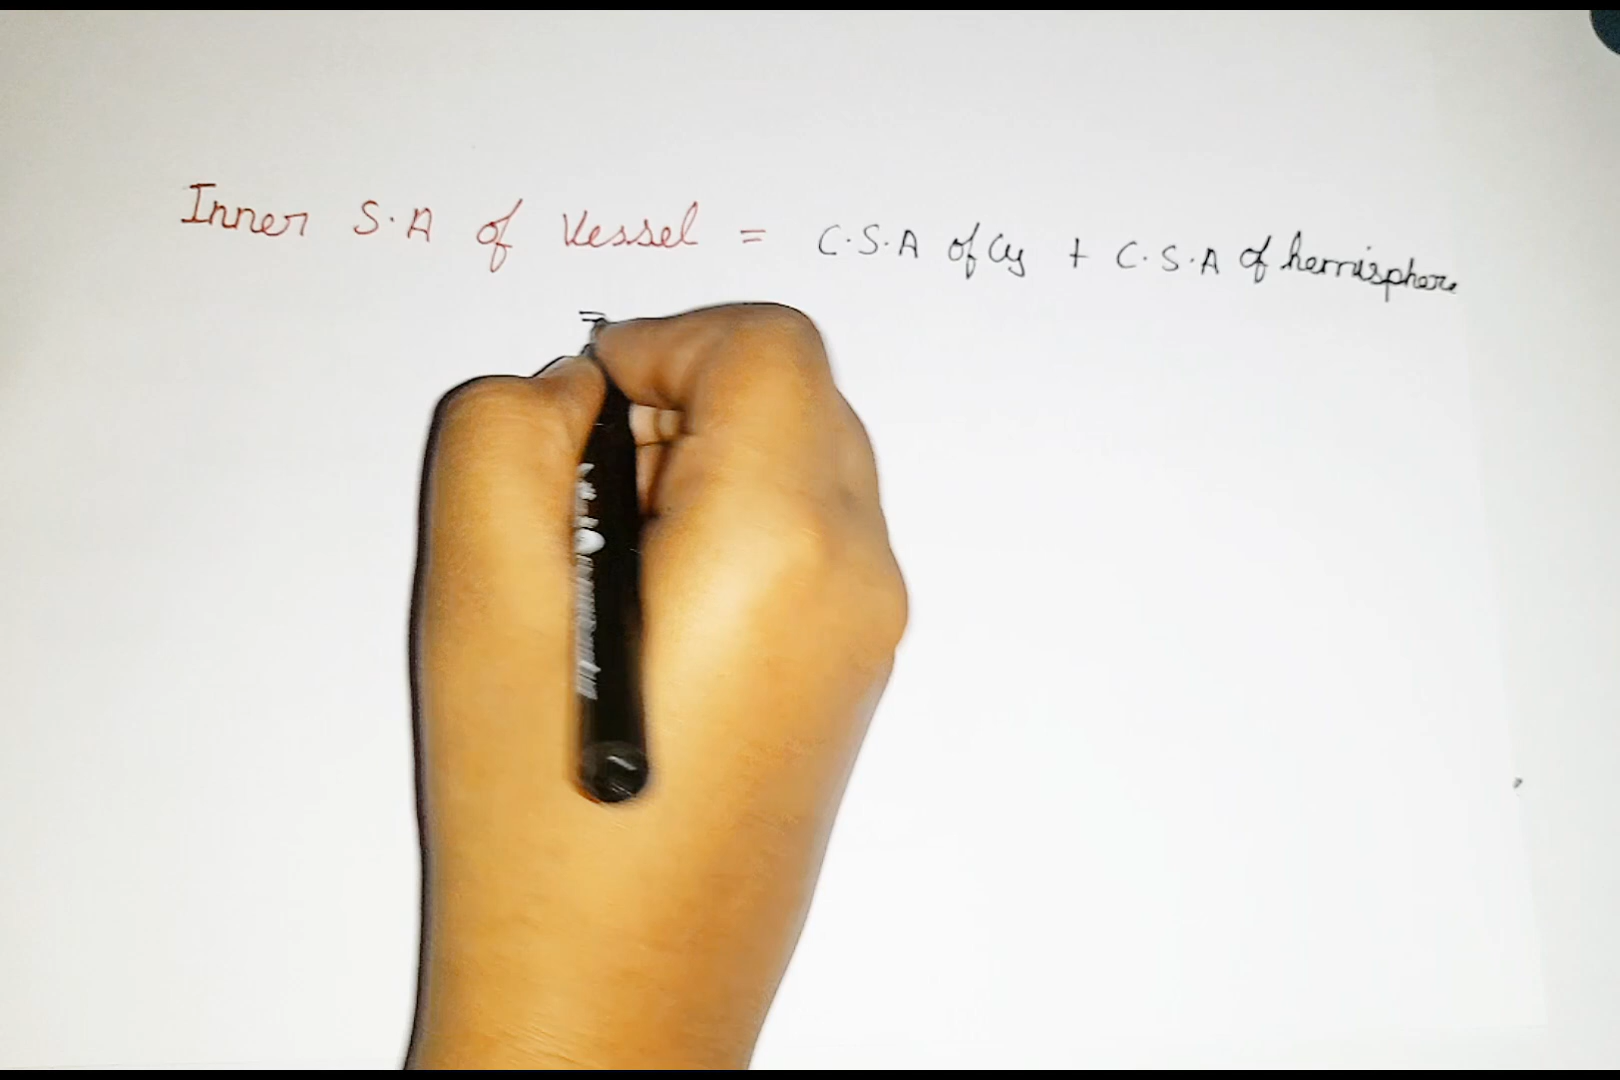 Inner S.A of Vessel = C.S.A of Cy + C.S.A of hemisphere
=